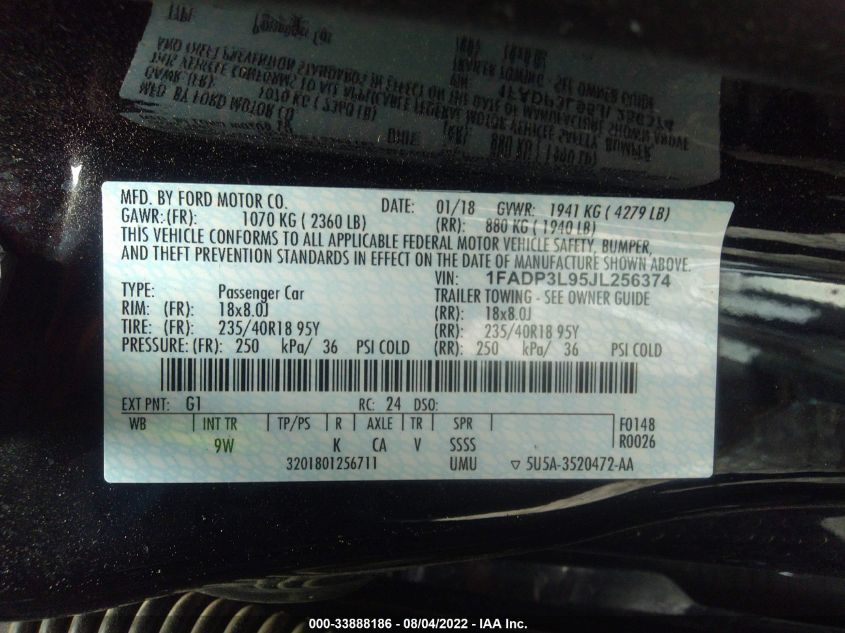 MFD. BY FORD MOTOR CO. DATE: 01/18 GVWR: 1941 KG ( 4279 LB)
GAWR:(FR): 1070 KG ( 2360 LB) (RR): 880 KG ( 1940 LB)
THIS VEHICLE CONFORMS TO ALL APPLICABLE FEDERAL MOTOR VEHICLE SAFETY, BUMPER,
AND THEFT PREVENTION STANDARDS IN EFFECT ON THE DATE OF MANUFACTURE SHOWN ABOVE.
VIN: 1FADP3L95JL256374
TYPE: Passenger Car TRAILER TOWING - SEE OWNER GUIDE
RIM: (FR): 18x8.0J (RR): 18x8.0J
TIRE: (FR): 235/40R18 95Y (RR): 235/40R18 95Y
PRESSURE: (FR): 250 kPa/ 36 PSI COLD (RR): 250 kPa/ 36 PSI COLD
EXT PNT: G1 RC: 24 DSO:
WB INT TR TP/PS R AXLE TR SPR F0148
9W K CA V SSSS R0026
3201801256711 UMU ▽ 5U5A-3520472-AA
000-33888186 - 08/04/2022 - IAA Inc.